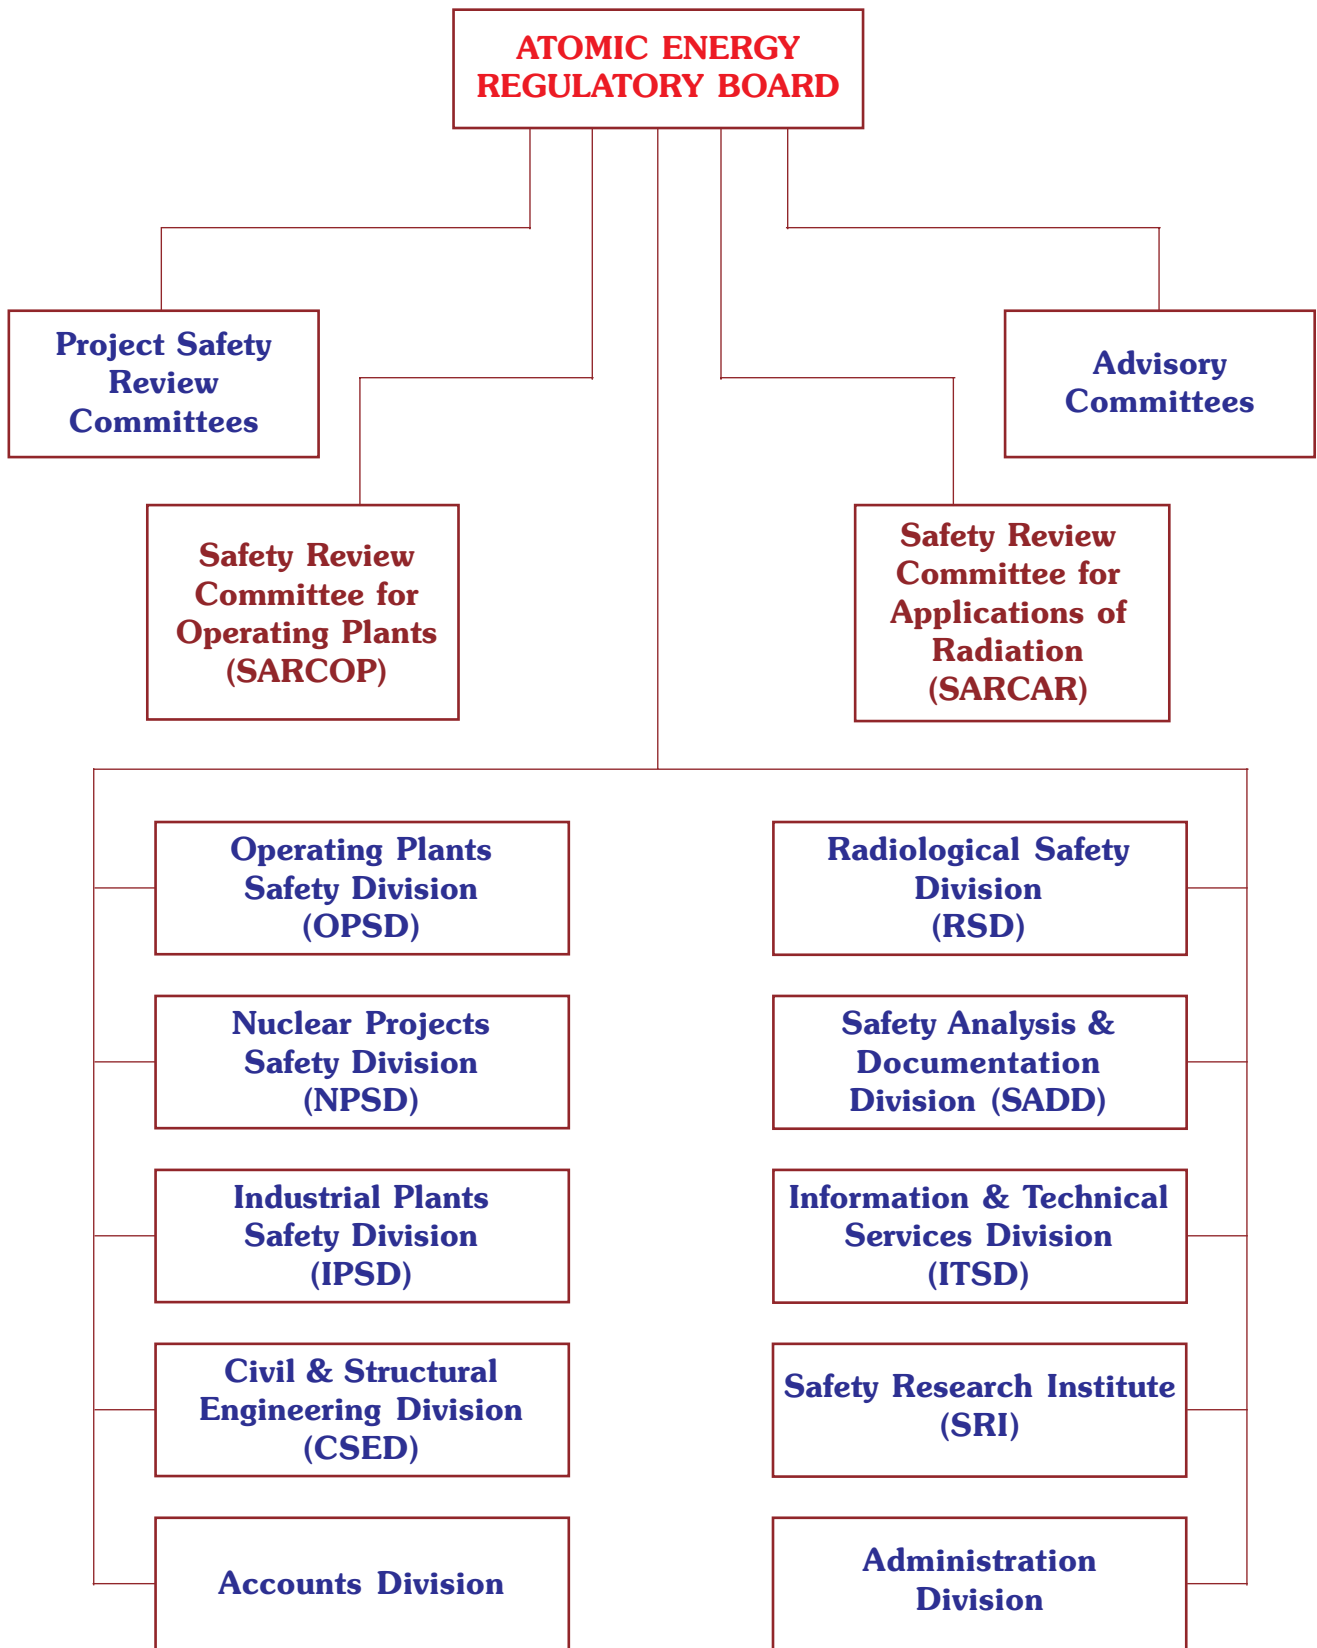 ATOMIC ENERGY
REGULATORY BOARD
Project Safety
Review
Committees
Advisory
Committees
Safety Review
Committee for
Operating Plants
(SARCOP)
Safety Review
Committee for
Applications of
Radiation
(SARCAR)
Operating Plants
Safety Division
(OPSD)
Radiological Safety
Division
(RSD)
Nuclear Projects
Safety Division
(NPSD)
Safety Analysis &
Documentation
Division (SADD)
Industrial Plants
Safety Division
(IPSD)
Information & Technical
Services Division
(ITSD)
Civil & Structural
Engineering Division
(CSED)
Safety Research Institute
(SRI)
Accounts Division
Administration
Division